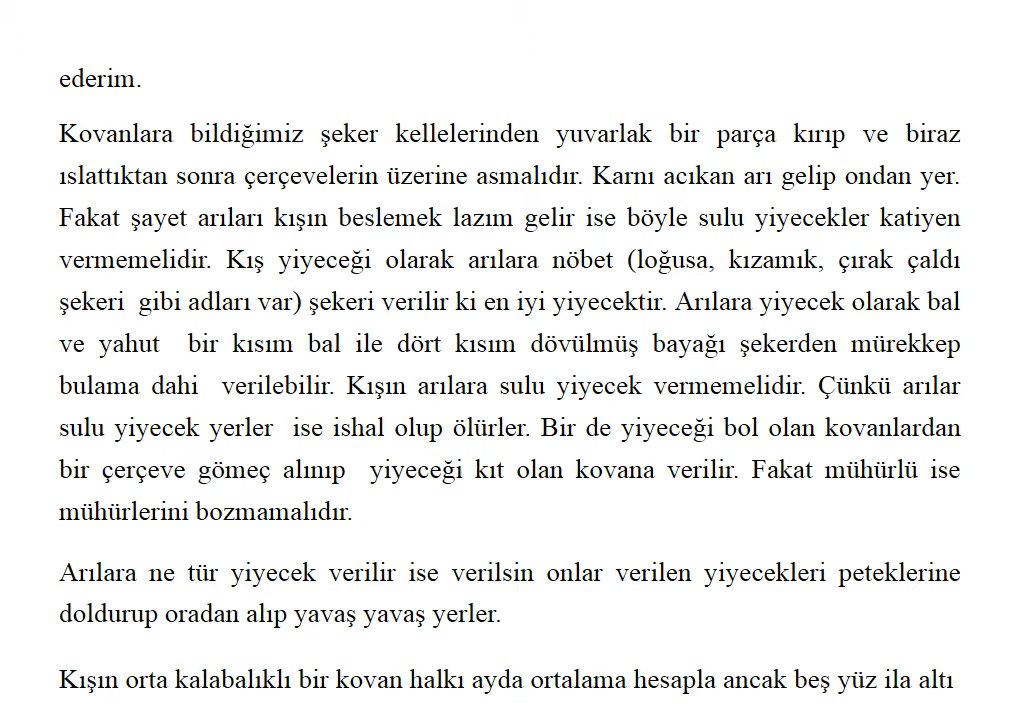 ederim.
Kovanlara bildiğimiz şeker kellelerinden yuvarlak bir parça kırıp ve biraz
ıslattıktan sonra çerçevelerin üzerine asmalıdır. Karnı acıkan arı gelip ondan yer.
Fakat şayet arıları kışın beslemek lazım gelir ise böyle sulu yiyecekler katiyen
vermemelidir. Kış yiyeceği olarak arılara nöbet (loğusa, kızamık, çırak çaldı
şekeri gibi adları var) şekeri verilir ki en iyi yiyecektir. Arılara yiyecek olarak bal
ve yahut bir kısım bal ile dört kısım dövülmüş bayağı şekerden mürekkep
bulama dahi verilebilir. Kışın arılara sulu yiyecek vermemelidir. Çünkü arılar
sulu yiyecek yerler ise ishal olup ölürler. Bir de yiyeceği bol olan kovanlardan
bir çerçeve gömeç alınıp yiyeceği kıt olan kovana verilir. Fakat mühürlü ise
mühürlerini bozmamalıdır.
Arılara ne tür yiyecek verilir ise verilsin onlar verilen yiyecekleri peteklerine
doldurup oradan alıp yavaş yavaş yerler.
Kışın orta kalabalıklı bir kovan halkı ayda ortalama hesapla ancak beş yüz ila altı